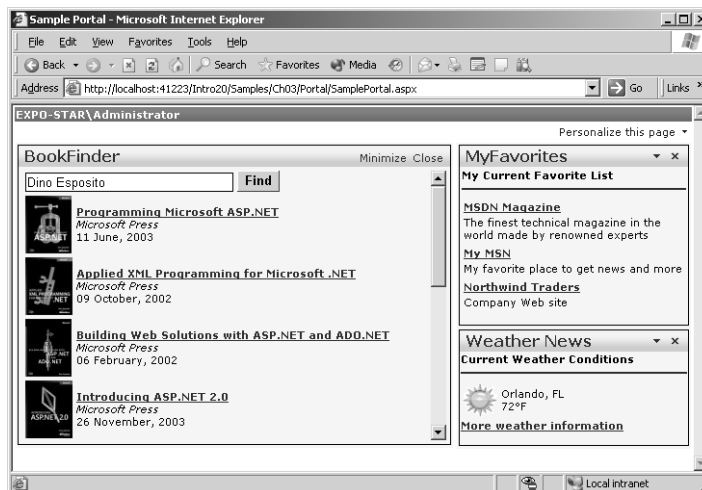 Sample Portal - Microsoft Internet Explorer
File Edit View Favorites Tools Help
Back Search Favorites Media
Address http://localhost:41223/Intro20/Samples/Ch03/Portal/SamplePortal.aspx Go Links »
EXPO-STAR\Administrator
Personalize this page
BookFinder Minimize Close
Dino Esposito Find
Programming Microsoft ASP.NET
Microsoft Press
11 June, 2003
ASP.NET
Applied XML Programming for Microsoft .NET
Microsoft Press
09 October, 2002
Building Web Solutions with ASP.NET and ADO.NET
Microsoft Press
06 February, 2002
Introducing ASP.NET 2.0
Microsoft Press
26 November, 2003
ASP.NET 2.0
MyFavorites
My Current Favorite List
MSDN Magazine
The finest technical magazine in the
world made by renowned experts
My MSN
My favorite place to get news and more
Northwind Traders
Company Web site
Weather News
Current Weather Conditions
Orlando, FL
72°F
More weather information
Local intranet